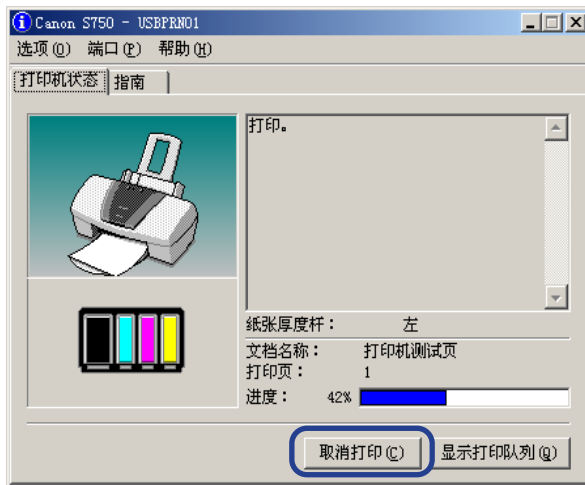 Canon S750 - USBPRN01
选项(O) 端口(P) 帮助(H)
打印机状态 指南
打印。
纸张厚度杆： 左
文档名称： 打印机测试页
打印页： 1
进度： 42%
取消打印(C) 显示打印队列(Q)